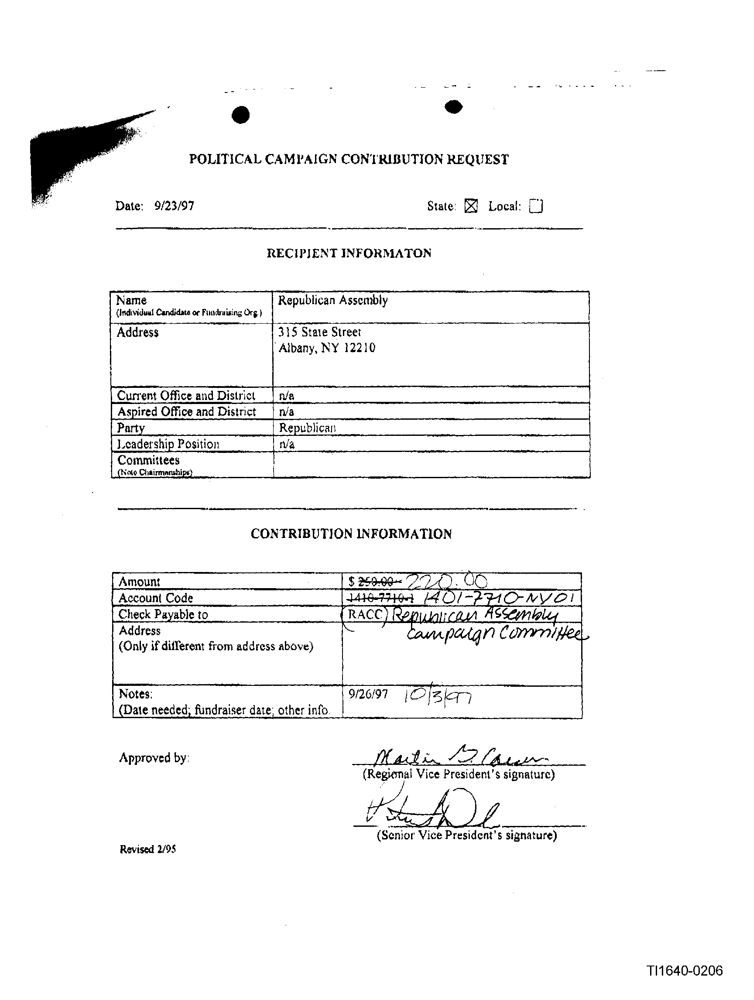 POLITICAL CAMPAIGN CONTRIBUTION REQUEST
Date: 9/23/97 State: ☒ Local: ☐
RECIPIENT INFORMATON
Name Republican Assembly
(Individual Candidate or Fundraising Org.)
Address 315 State Street
Albany, NY 12210
Current Office and District n/a
Aspired Office and District n/a
Party Republican
Leadership Position n/a
Committees
(Note Chairmanships)
CONTRIBUTION INFORMATION
Amount $ 250.00 220.00
Account Code 1410-7710-1 1401-7710-NY01
Check Payable to RACC) Republican Assembly
Address Campaign Committee
(Only if different from address above)
Notes: 9/26/97 10/3/97
(Date needed; fundraiser date; other info.
Approved by:
(Regional Vice President's signature)
(Senior Vice President's signature)
Revised 2/95
TI1640-0206